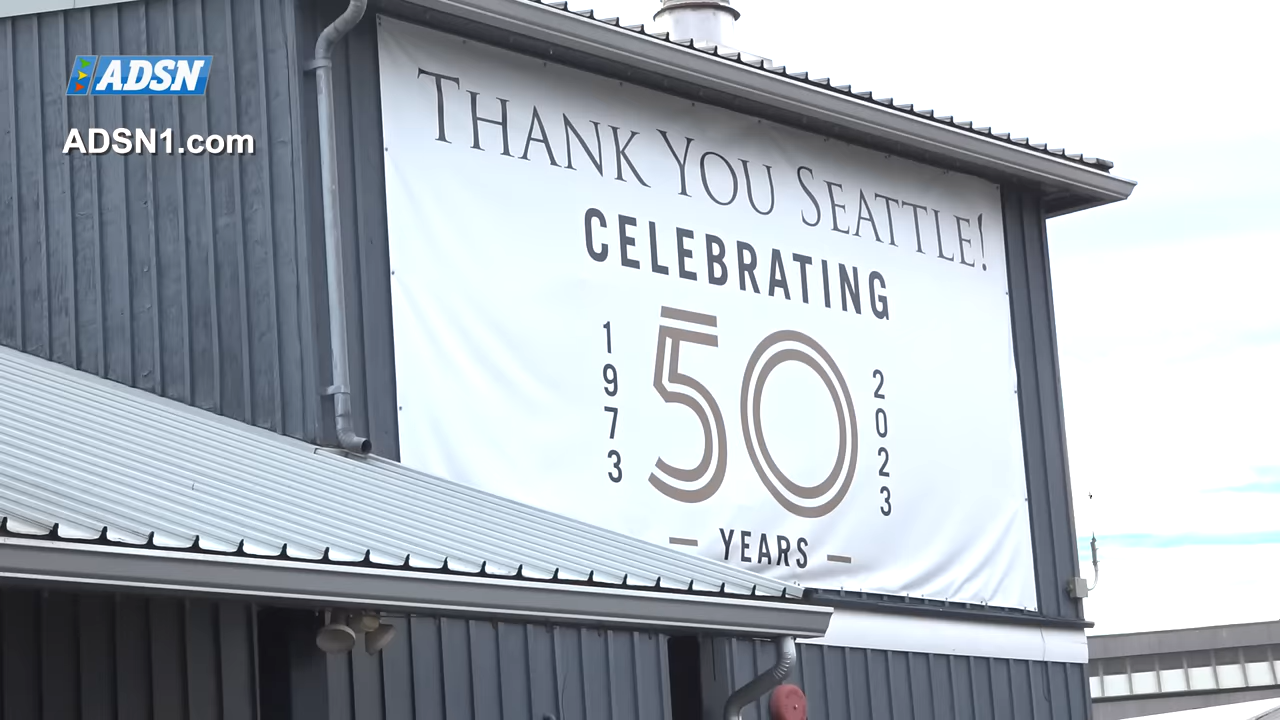 ADSN
ADSN1.com
THANK YOU SEATTLE!
CELEBRATING
1973
50
2023
YEARS